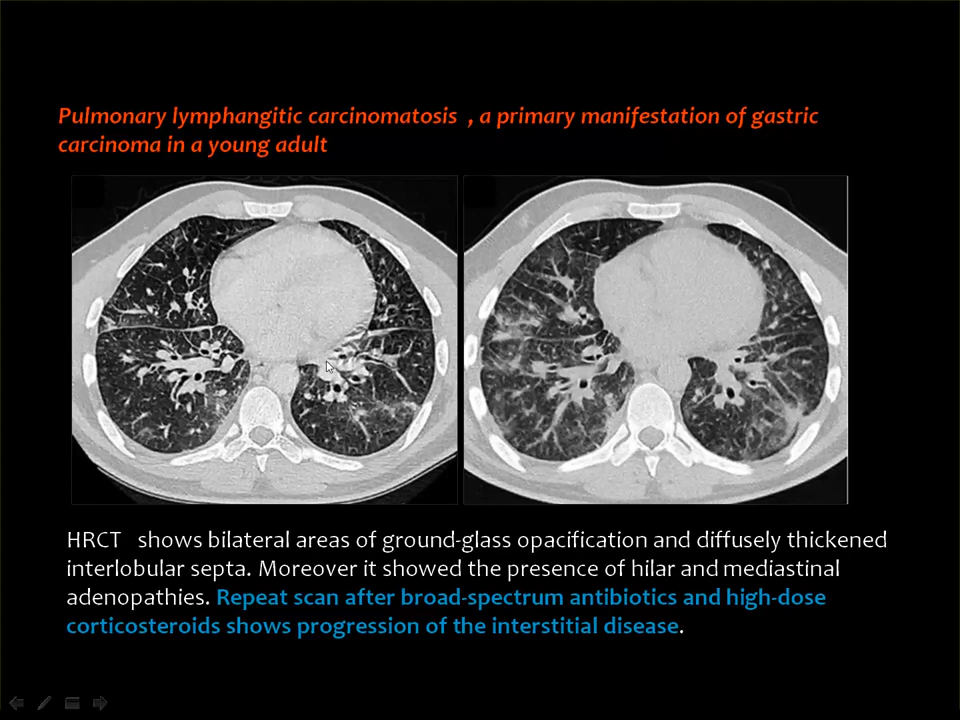 Pulmonary lymphangitic carcinomatosis , a primary manifestation of gastric
carcinoma in a young adult
HRCT shows bilateral areas of ground-glass opacification and diffusely thickened
interlobular septa. Moreover it showed the presence of hilar and mediastinal
adenopathies. Repeat scan after broad-spectrum antibiotics and high-dose
corticosteroids shows progression of the interstitial disease.